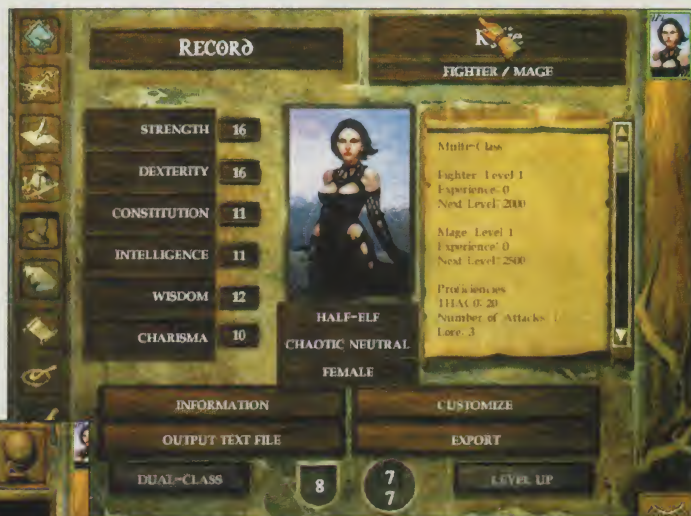 RECORD
FIGHTER / MAGE
STRENGTH 16
DEXTERITY 16
CONSTITUTION 11
INTELLIGENCE 11
WISDOM 12
CHARISMA 10
HALF-ELF
CHAOTIC NEUTRAL
FEMALE
Multi-Class
Fighter: Level 1
Experience: 0
Next Level: 2000
Mage: Level 1
Experience: 0
Next Level: 2500
Proficiencies
THAC0: 20
Number of Attacks: 1
Lore: 3
INFORMATION
CUSTOMIZE
OUTPUT TEXT FILE
EXPORT
DUAL-CLASS
8
7
7
LEVEL UP